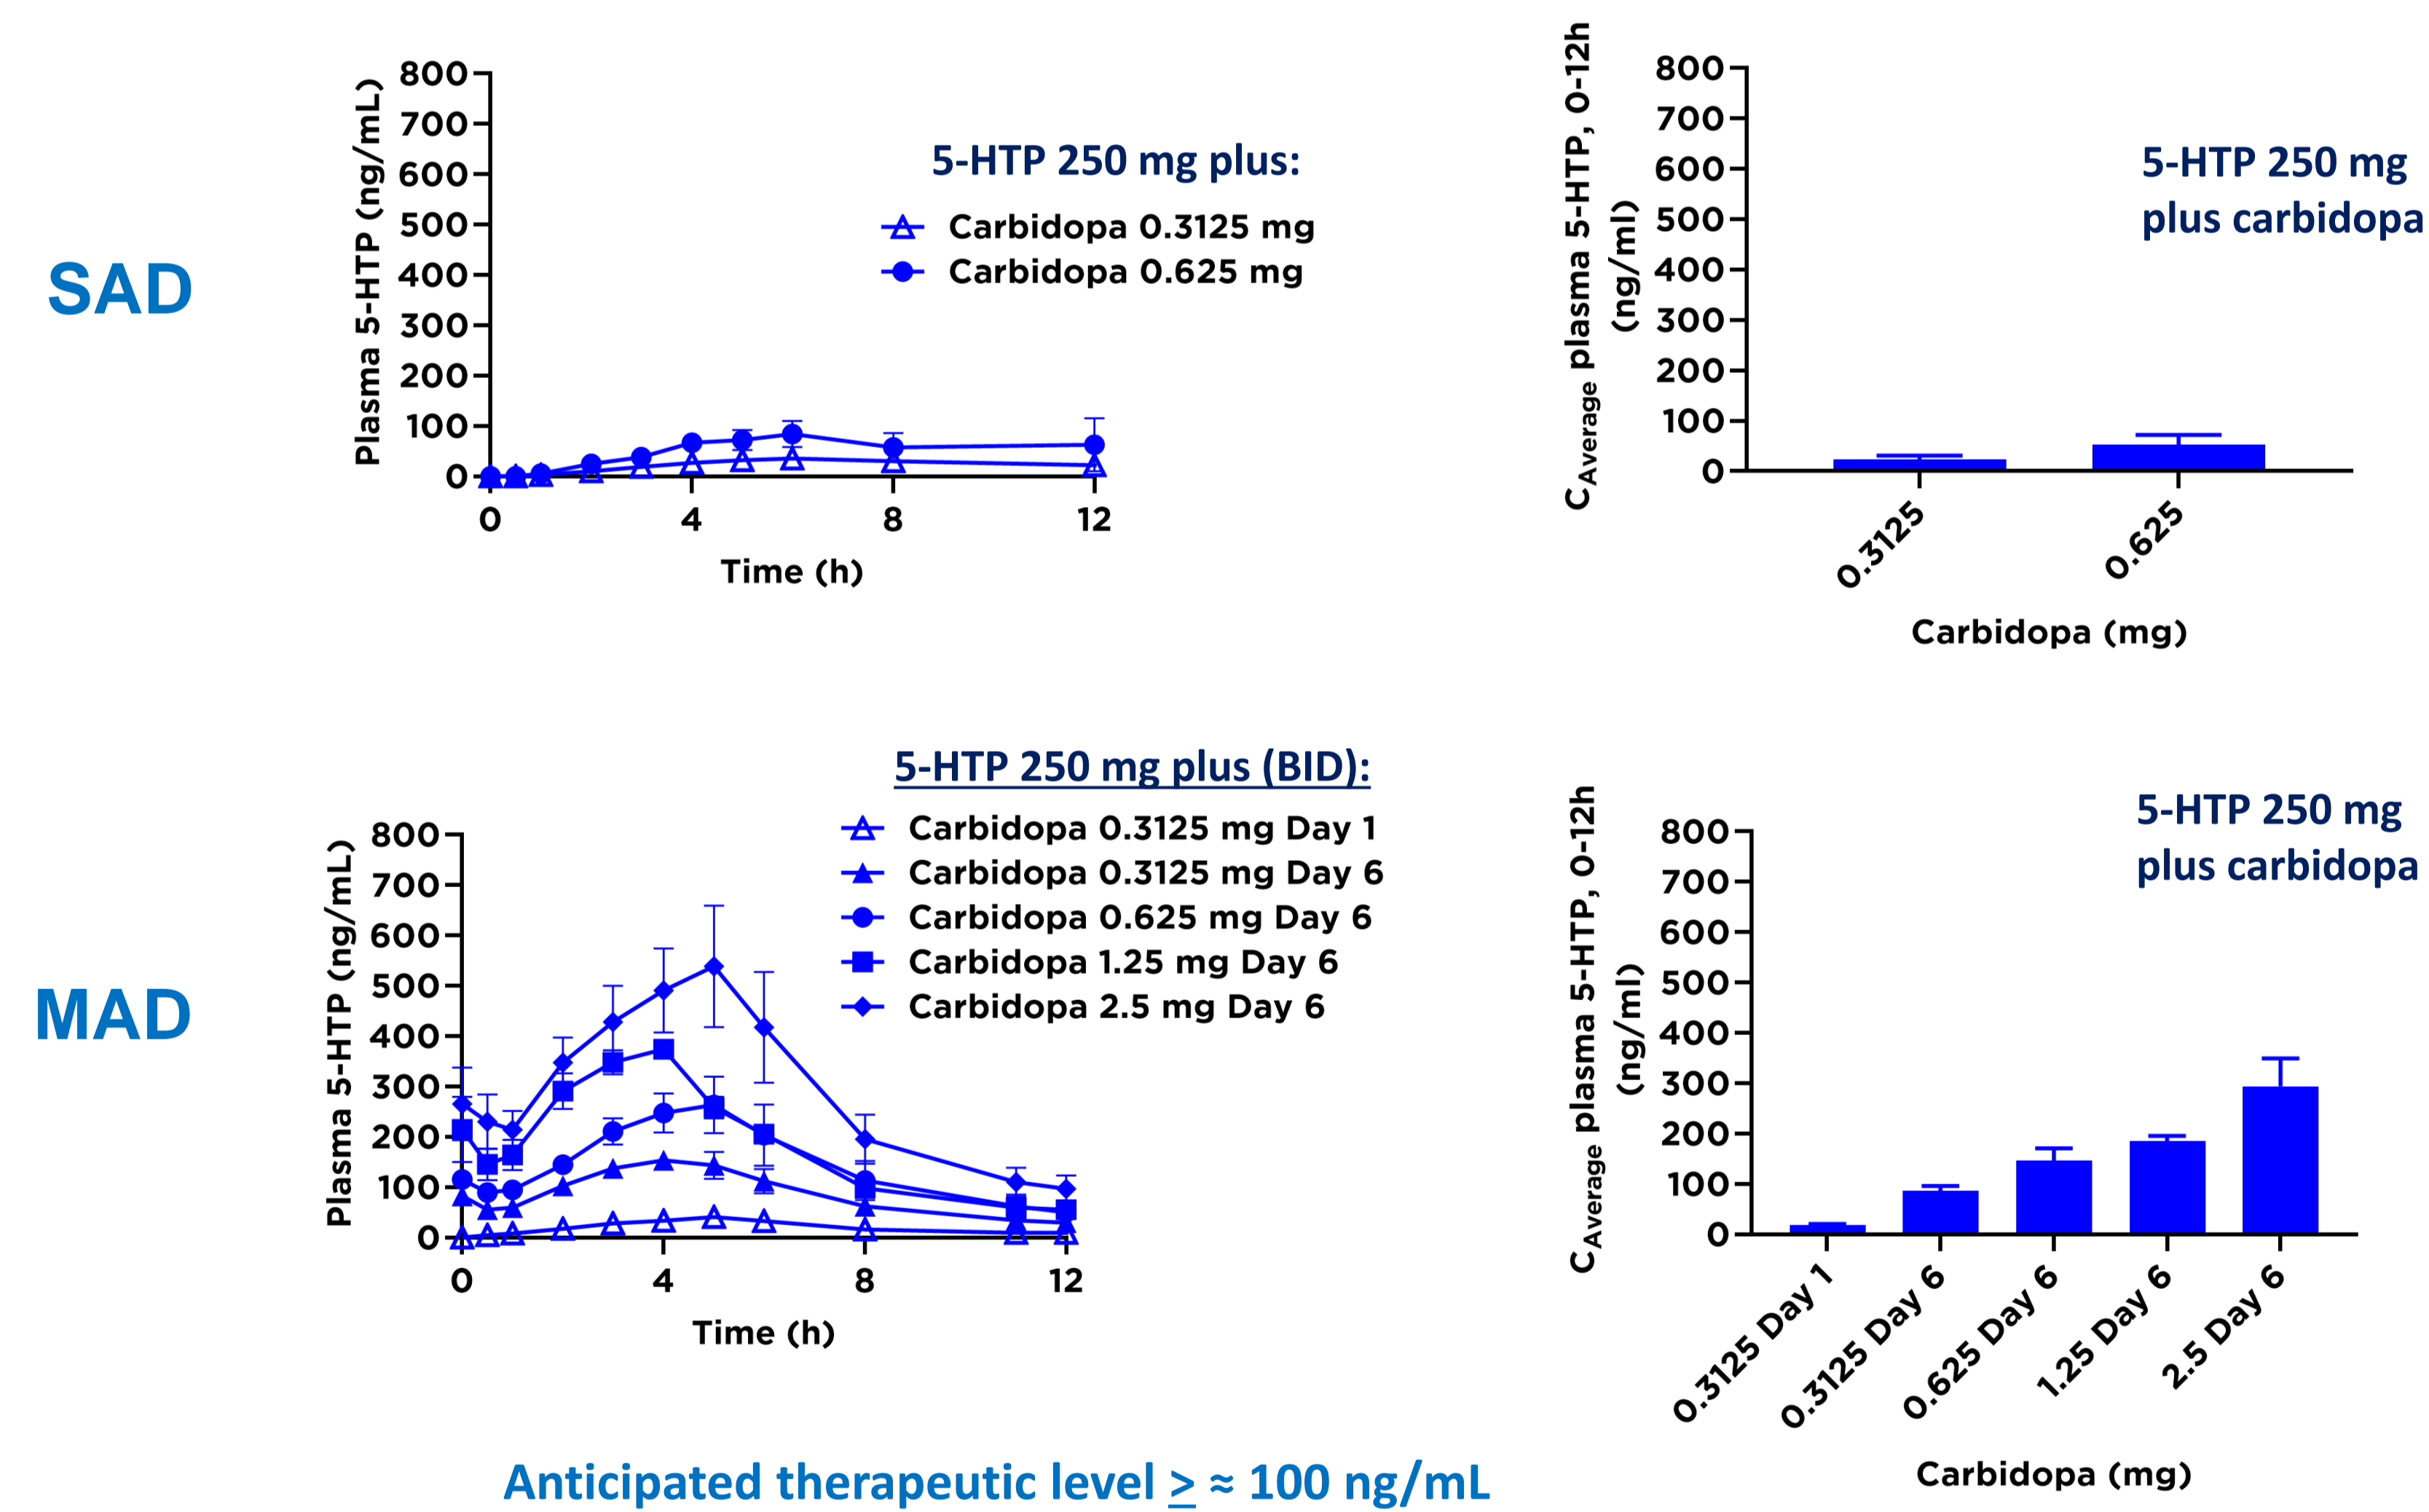 SAD
Plasma 5-HTP (ng/mL)
800
700
600
500
400
300
200
100
0
0 4 8 12
Time (h)
5-HTP 250 mg plus:
Carbidopa 0.3125 mg
Carbidopa 0.625 mg
CAverage plasma 5-HTP, 0-12h
(ng/ml)
800
700
600
500
400
300
200
100
0
0.3125 0.625
Carbidopa (mg)
5-HTP 250 mg
plus carbidopa
MAD
Plasma 5-HTP (ng/mL)
800
700
600
500
400
300
200
100
0
0 4 8 12
Time (h)
5-HTP 250 mg plus (BID):
Carbidopa 0.3125 mg Day 1
Carbidopa 0.3125 mg Day 6
Carbidopa 0.625 mg Day 6
Carbidopa 1.25 mg Day 6
Carbidopa 2.5 mg Day 6
CAverage plasma 5-HTP, 0-12h
(ng/ml)
800
700
600
500
400
300
200
100
0
0.3125 Day 1
0.3125 Day 6
0.625 Day 6
1.25 Day 6
2.5 Day 6
Carbidopa (mg)
5-HTP 250 mg
plus carbidopa
Anticipated therapeutic level ≥ ≈ 100 ng/mL